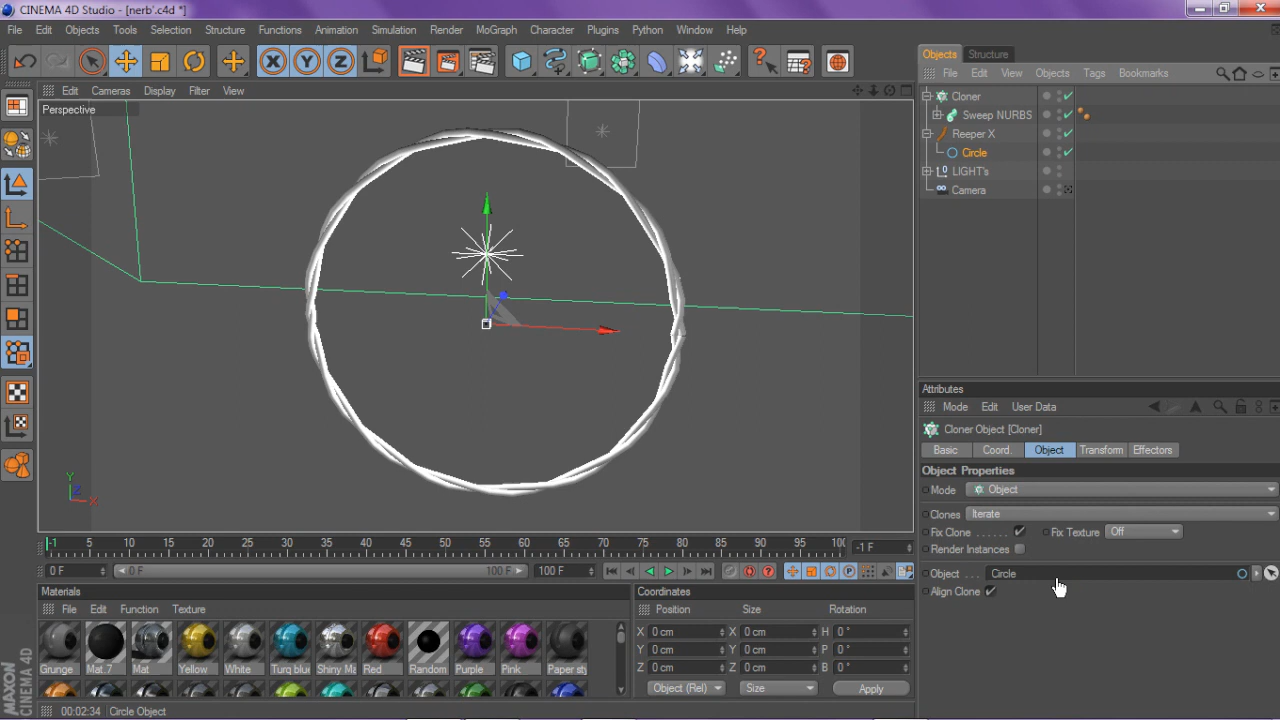 CINEMA 4D Studio - [nerb'.c4d *]
File Edit Objects Tools Selection Structure Functions Animation Simulation Render MoGraph Character Plugins Python Window Help
Objects Structure
File Edit View Objects Tags Bookmarks
Edit Cameras Display Filter View
Perspective
Cloner
Sweep NURBS
Reeper X
Circle
LIGHT's
Camera
Attributes
Mode Edit User Data
Cloner Object [Cloner]
Basic Coord. Object Transform Effectors
Object Properties
Mode Object
Clones Iterate
Fix Clone . . . . . . Fix Texture Off
Render Instances
Object . . . Circle
Align Clone
Y
Z
X
-1 5 10 15 20 25 30 35 40 45 50 55 60 65 70 75 80 85 90 95 100 -1 F
0 F 0 F 100 F 100 F
Materials
File Edit Function Texture
Grunge Mat.7 Mat Yellow White Turq blue Shiny Ma Red Random Purple Pink Paper sty
Coordinates
Position Size Rotation
X 0 cm X 0 cm H 0 °
Y 0 cm Y 0 cm P 0 °
Z 0 cm Z 0 cm B 0 °
Object (Rel) Size Apply
MAXON
CINEMA 4D
00:02:34 Circle Object